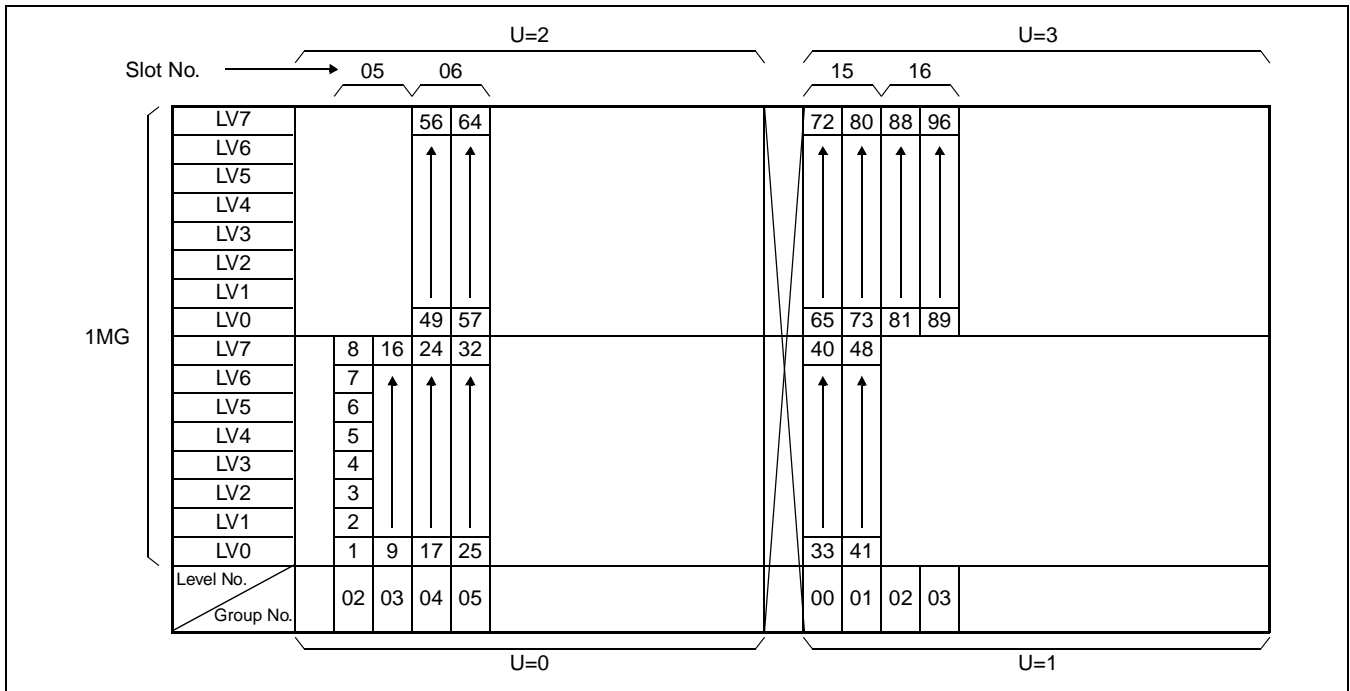 U=2 U=3
Slot No. 05 06 15 16
LV7 56 64 72 80 88 96
LV6
LV5
LV4
LV3
LV2
LV1
LV0 49 57 65 73 81 89
1MG
LV7 8 16 24 32 40 48
LV6 7
LV5 6
LV4 5
LV3 4
LV2 3
LV1 2
LV0 1 9 17 25 33 41
Level No.
Group No. 02 03 04 05 00 01 02 03
U=0 U=1